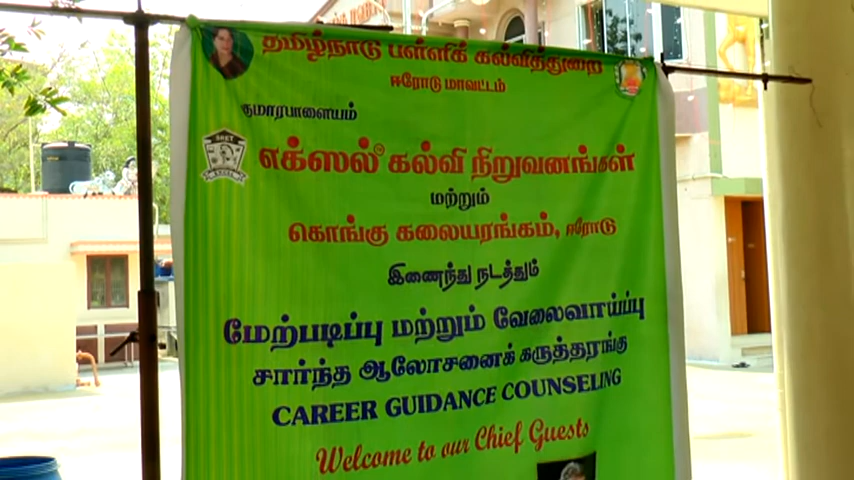 தமிழ்நாடு பள்ளிக் கல்வித்துறை
ஈரோடு மாவட்டம்
குமாரபாளையம்
எக்ஸல் கல்வி நிறுவனங்கள்
மற்றும்
கொங்கு கலையரங்கம், ஈரோடு
இணைந்து நடத்தும்
மேற்படிப்பு மற்றும் வேலைவாய்ப்பு
சார்ந்த ஆலோசனைக் கருத்தரங்கு
CAREER GUIDANCE COUNSELING
Welcome to our Chief Guests